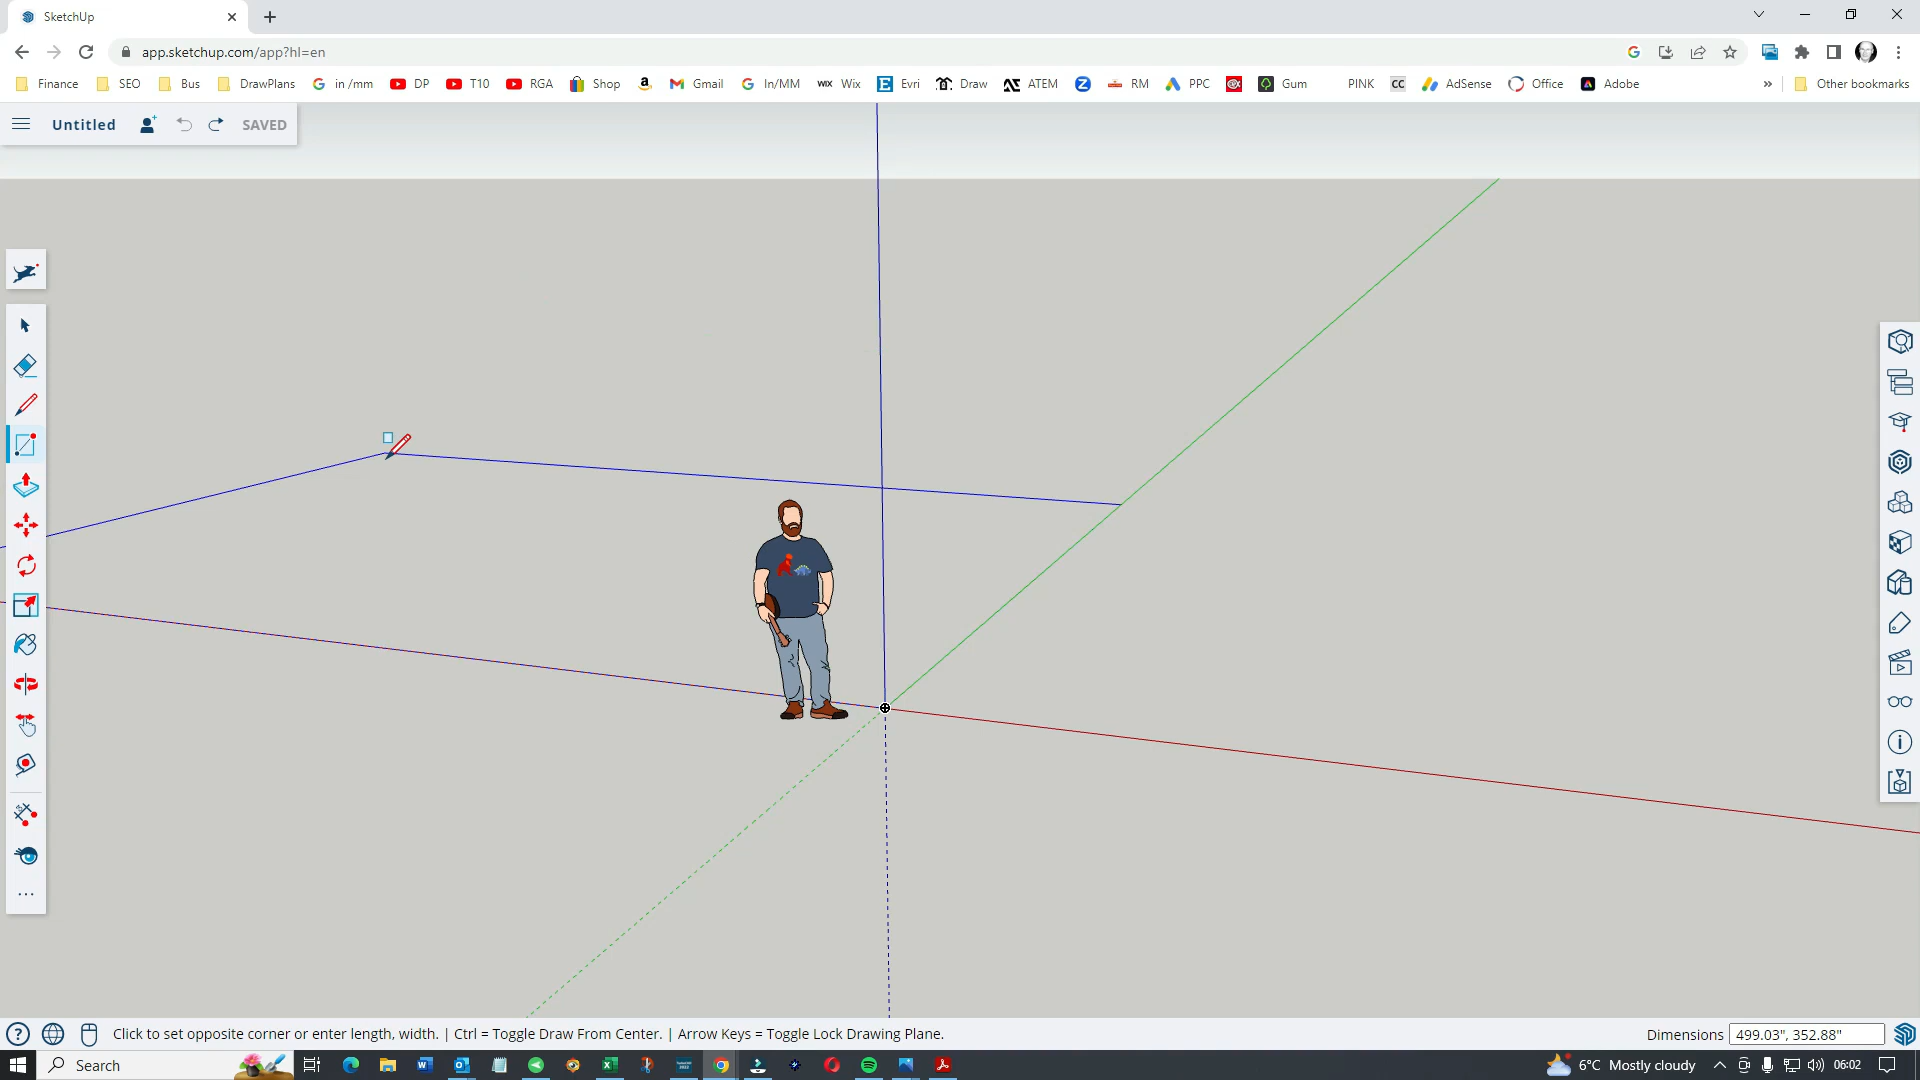 SketchUp
app.sketchup.com/app?hl=en
Finance SEO Bus DrawPlans in /mm DP T10 RGA Shop Gmail In/MM WIX Wix Evri Draw ATEM RM PPC Gum PINK CC AdSense Office Adobe » Other bookmarks
Untitled SAVED
Click to set opposite corner or enter length, width. | Ctrl = Toggle Draw From Center. | Arrow Keys = Toggle Lock Drawing Plane. Dimensions 499.03", 352.88"
Search 6°C Mostly cloudy 06:02